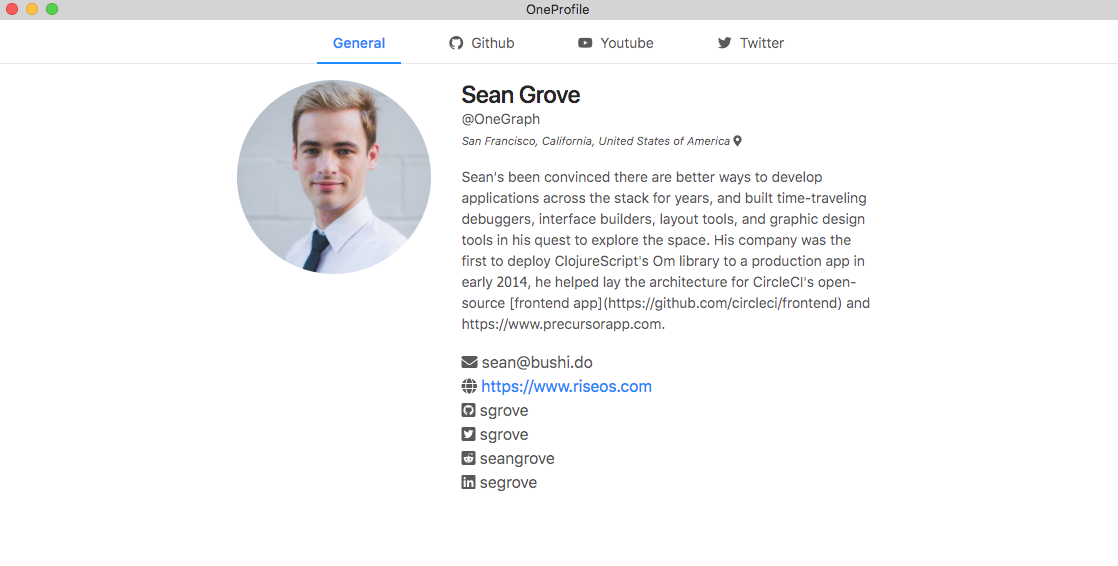 OneProfile
General Github Youtube Twitter
Sean Grove
@OneGraph
San Francisco, California, United States of America
Sean's been convinced there are better ways to develop
applications across the stack for years, and built time-traveling
debuggers, interface builders, layout tools, and graphic design
tools in his quest to explore the space. His company was the
first to deploy ClojureScript's Om library to a production app in
early 2014, he helped lay the architecture for CircleCI's open-
source [frontend app](https://github.com/circleci/frontend) and
https://www.precursorapp.com.
sean@bushi.do
https://www.riseos.com
sgrove
sgrove
seangrove
segrove